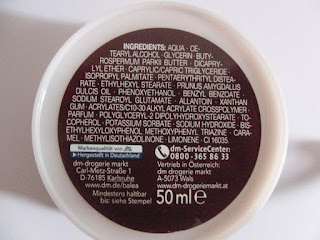 INGREDIENTS: AQUA · CE-
TEARYL ALCOHOL · GLYCERIN · BUTY-
ROSPERMUM PARKII BUTTER · DICAPRY-
LYL ETHER · CAPRYLIC/CAPRIC TRIGLYCERIDE ·
ISOPROPYL PALMITATE · PENTAERYTHRITYL DISTEA-
RATE · ETHYLHEXYL STEARATE · PRUNUS AMYGDALUS
DULCIS OIL · PHENOXYETHANOL · BENZYL BENZOATE ·
SODIUM STEAROYL GLUTAMATE · ALLANTOIN · XANTHAN
GUM · ACRYLATES/C10-30 ALKYL ACRYLATE CROSSPOLYMER ·
PARFUM · POLYGLYCERYL-2 DIPOLYHYDROXYSTEARATE · TO-
COPHEROL · POTASSIUM SORBATE · SODIUM HYDROXIDE · BIS-
ETHYLHEXYLOXYPHENOL METHOXYPHENYL TRIAZINE · CARA-
MEL · METHYLISOTHIAZOLINONE · LIMONENE · CI 16035.
Markenqualität von dm
Hergestellt in Deutschland
dm-drogerie markt
Carl-Metz-Straße 1
D-76185 Karlsruhe
www.dm.de/balea
Mindestens haltbar
bis: siehe Stempel
dm-ServiceCenter:
0800-365 86 33
dm drogerie markt
A-5073 Wals
www.dm-drogeriemarkt.at
50 ml e